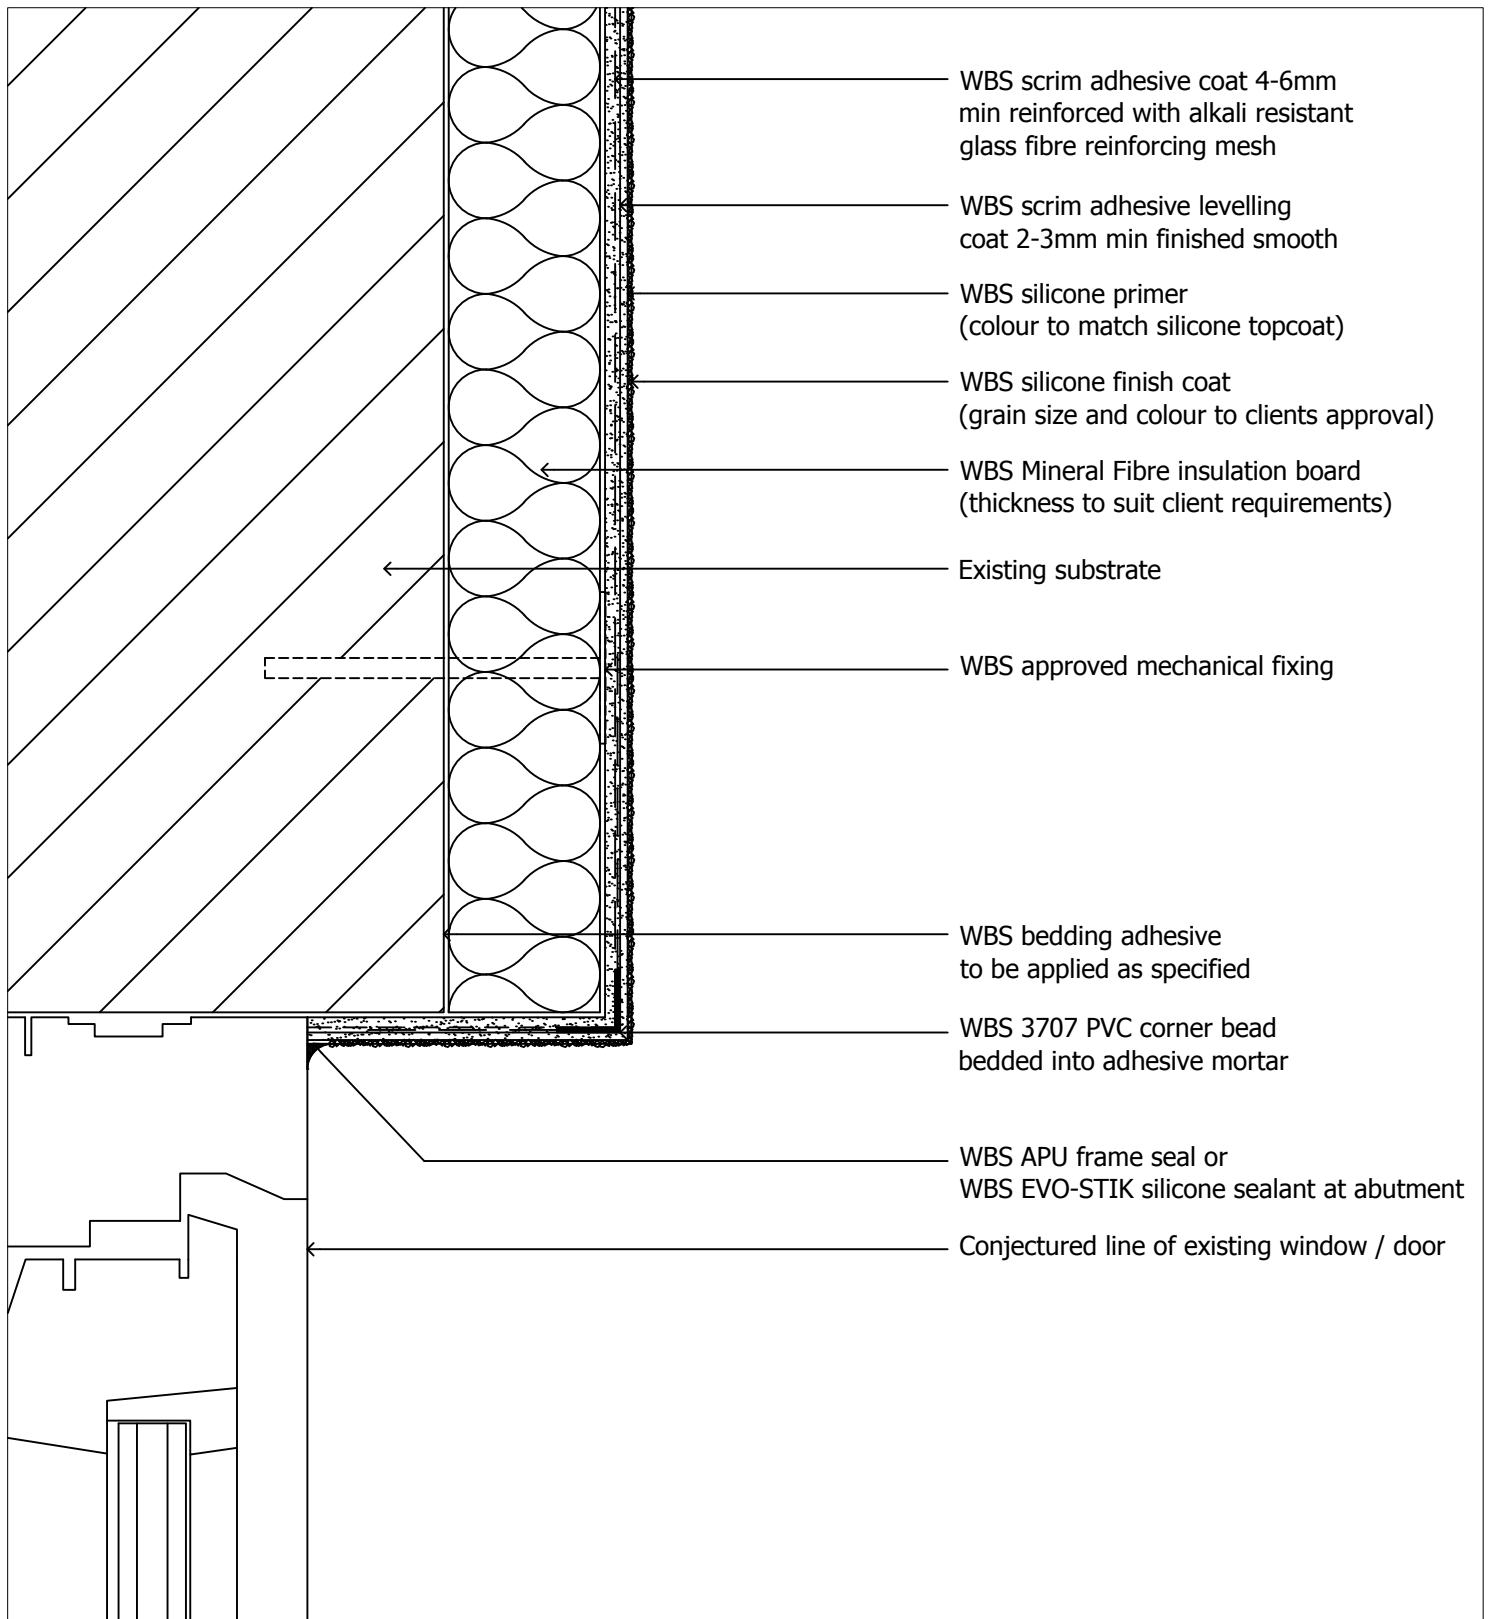 WBS scrim adhesive coat 4-6mm
min reinforced with alkali resistant
glass fibre reinforcing mesh
WBS scrim adhesive levelling
coat 2-3mm min finished smooth
WBS silicone primer
(colour to match silicone topcoat)
WBS silicone finish coat
(grain size and colour to clients approval)
WBS Mineral Fibre insulation board
(thickness to suit client requirements)
Existing substrate
WBS approved mechanical fixing
WBS bedding adhesive
to be applied as specified
WBS 3707 PVC corner bead
bedded into adhesive mortar
WBS APU frame seal or
WBS EVO-STIK silicone sealant at abutment
Conjectured line of existing window / door